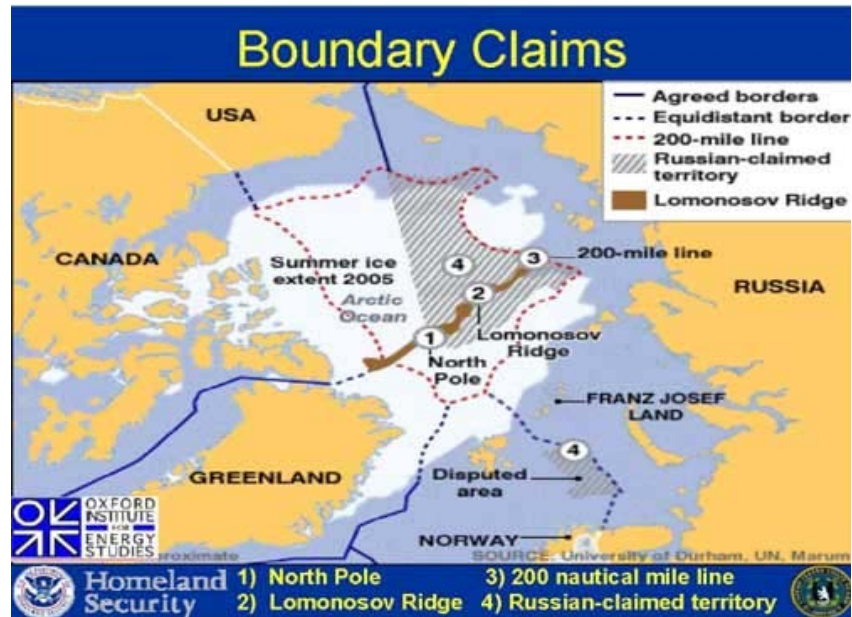 Boundary Claims
Agreed borders
Equidistant border
200-mile line
Russian-claimed
territory
Lomonosov Ridge
USA
CANADA
Summer ice
extent 2005
Arctic
Ocean
4
3
200-mile line
2
1
Lomonosov
Ridge
North
Pole
RUSSIA
FRANZ JOSEF
LAND
4
Disputed
area
GREENLAND
NORWAY
OXFORD
INSTITUTE
FOR
ENERGY
STUDIES
SOURCE: University of Durham, UN, Marum
Homeland
Security
1) North Pole
2) Lomonosov Ridge
3) 200 nautical mile line
4) Russian-claimed territory